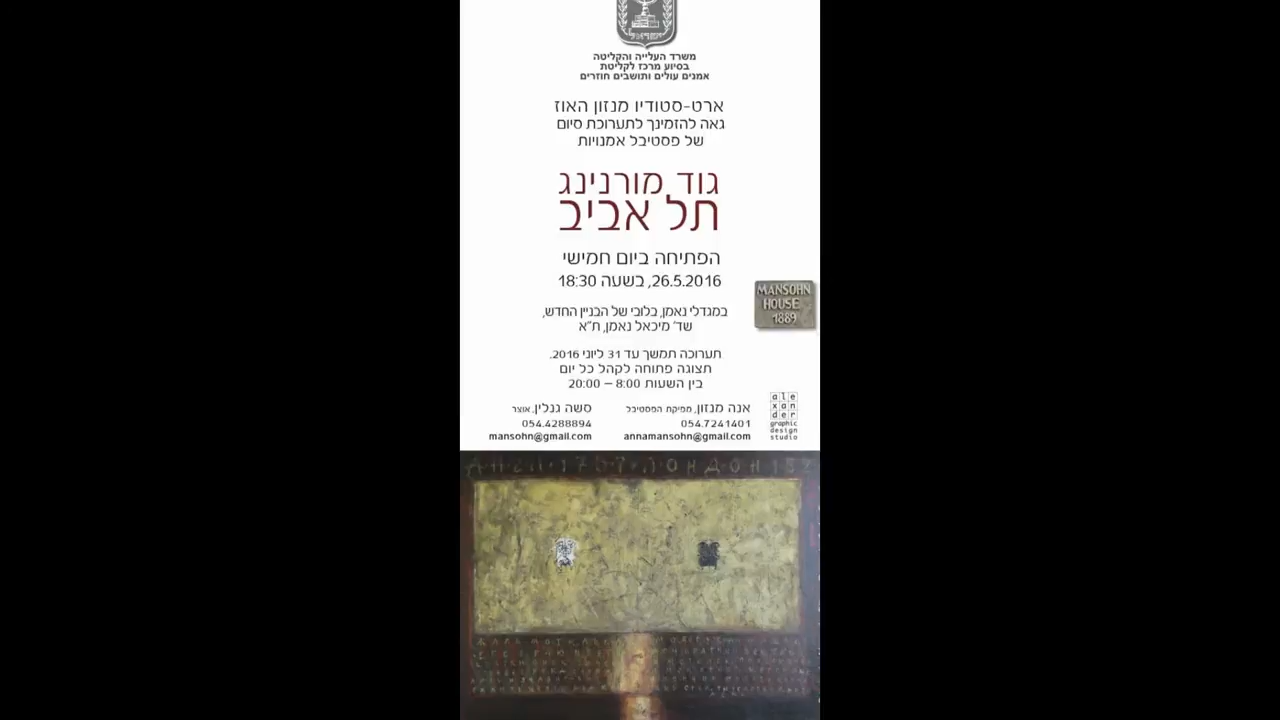 משרד העלייה והקליטה
בסיוע מרכז לקליטת
אמנים עולים ותושבים חוזרים
ארט-סטודיו מנזון האוז
גאה להזמינך לתערוכת סיום
של פסטיבל אמנויות
גוד מורנינג
תל אביב
הפתיחה ביום חמישי
26.5.2016, בשעה 18:30
במגדלי נאמן, בלובי של הבניין החדש,
שד' מיכאל נאמן, ת"א
תערוכה תמשך עד 31 ליוני 2016.
תצוגה פתוחה לקהל כל יום
בין השעות 8:00 – 20:00
אנה מנזון, מפיקת הפסטיבל
054.7241401
annamansohn@gmail.com
סשה גנלין, אוצר
054.4288894
mansohn@gmail.com
MANSOHN
HOUSE
1889
ale
xan
der
graphic
design
studio
ЛОНДОН